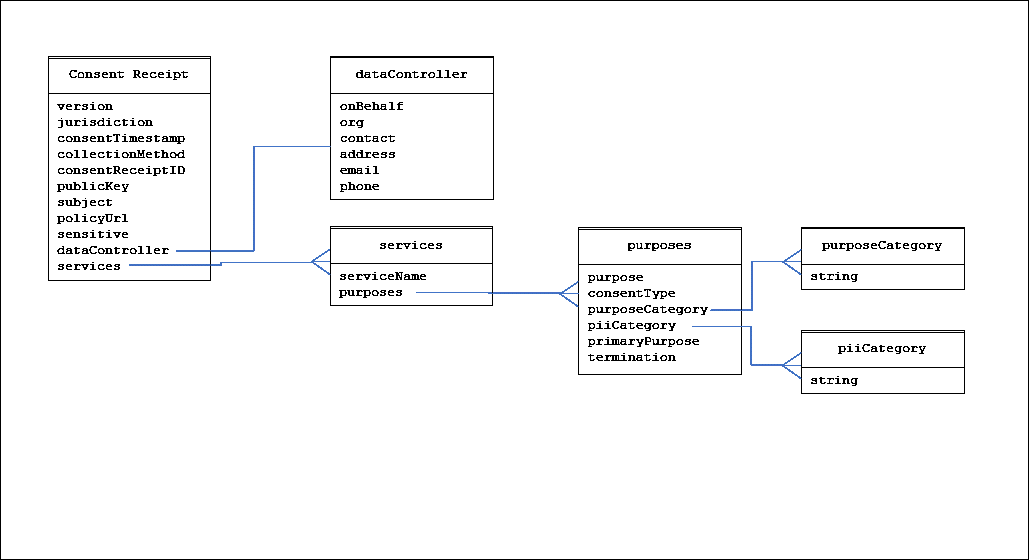 Consent Receipt
version
jurisdiction
consentTimestamp
collectionMethod
consentReceiptID
publicKey
subject
policyUrl
sensitive
dataController
services
dataController
onBehalf
org
contact
address
email
phone
services
serviceName
purposes
purposes
purpose
consentType
purposeCategory
piiCategory
primaryPurpose
termination
purposeCategory
string
piiCategory
string